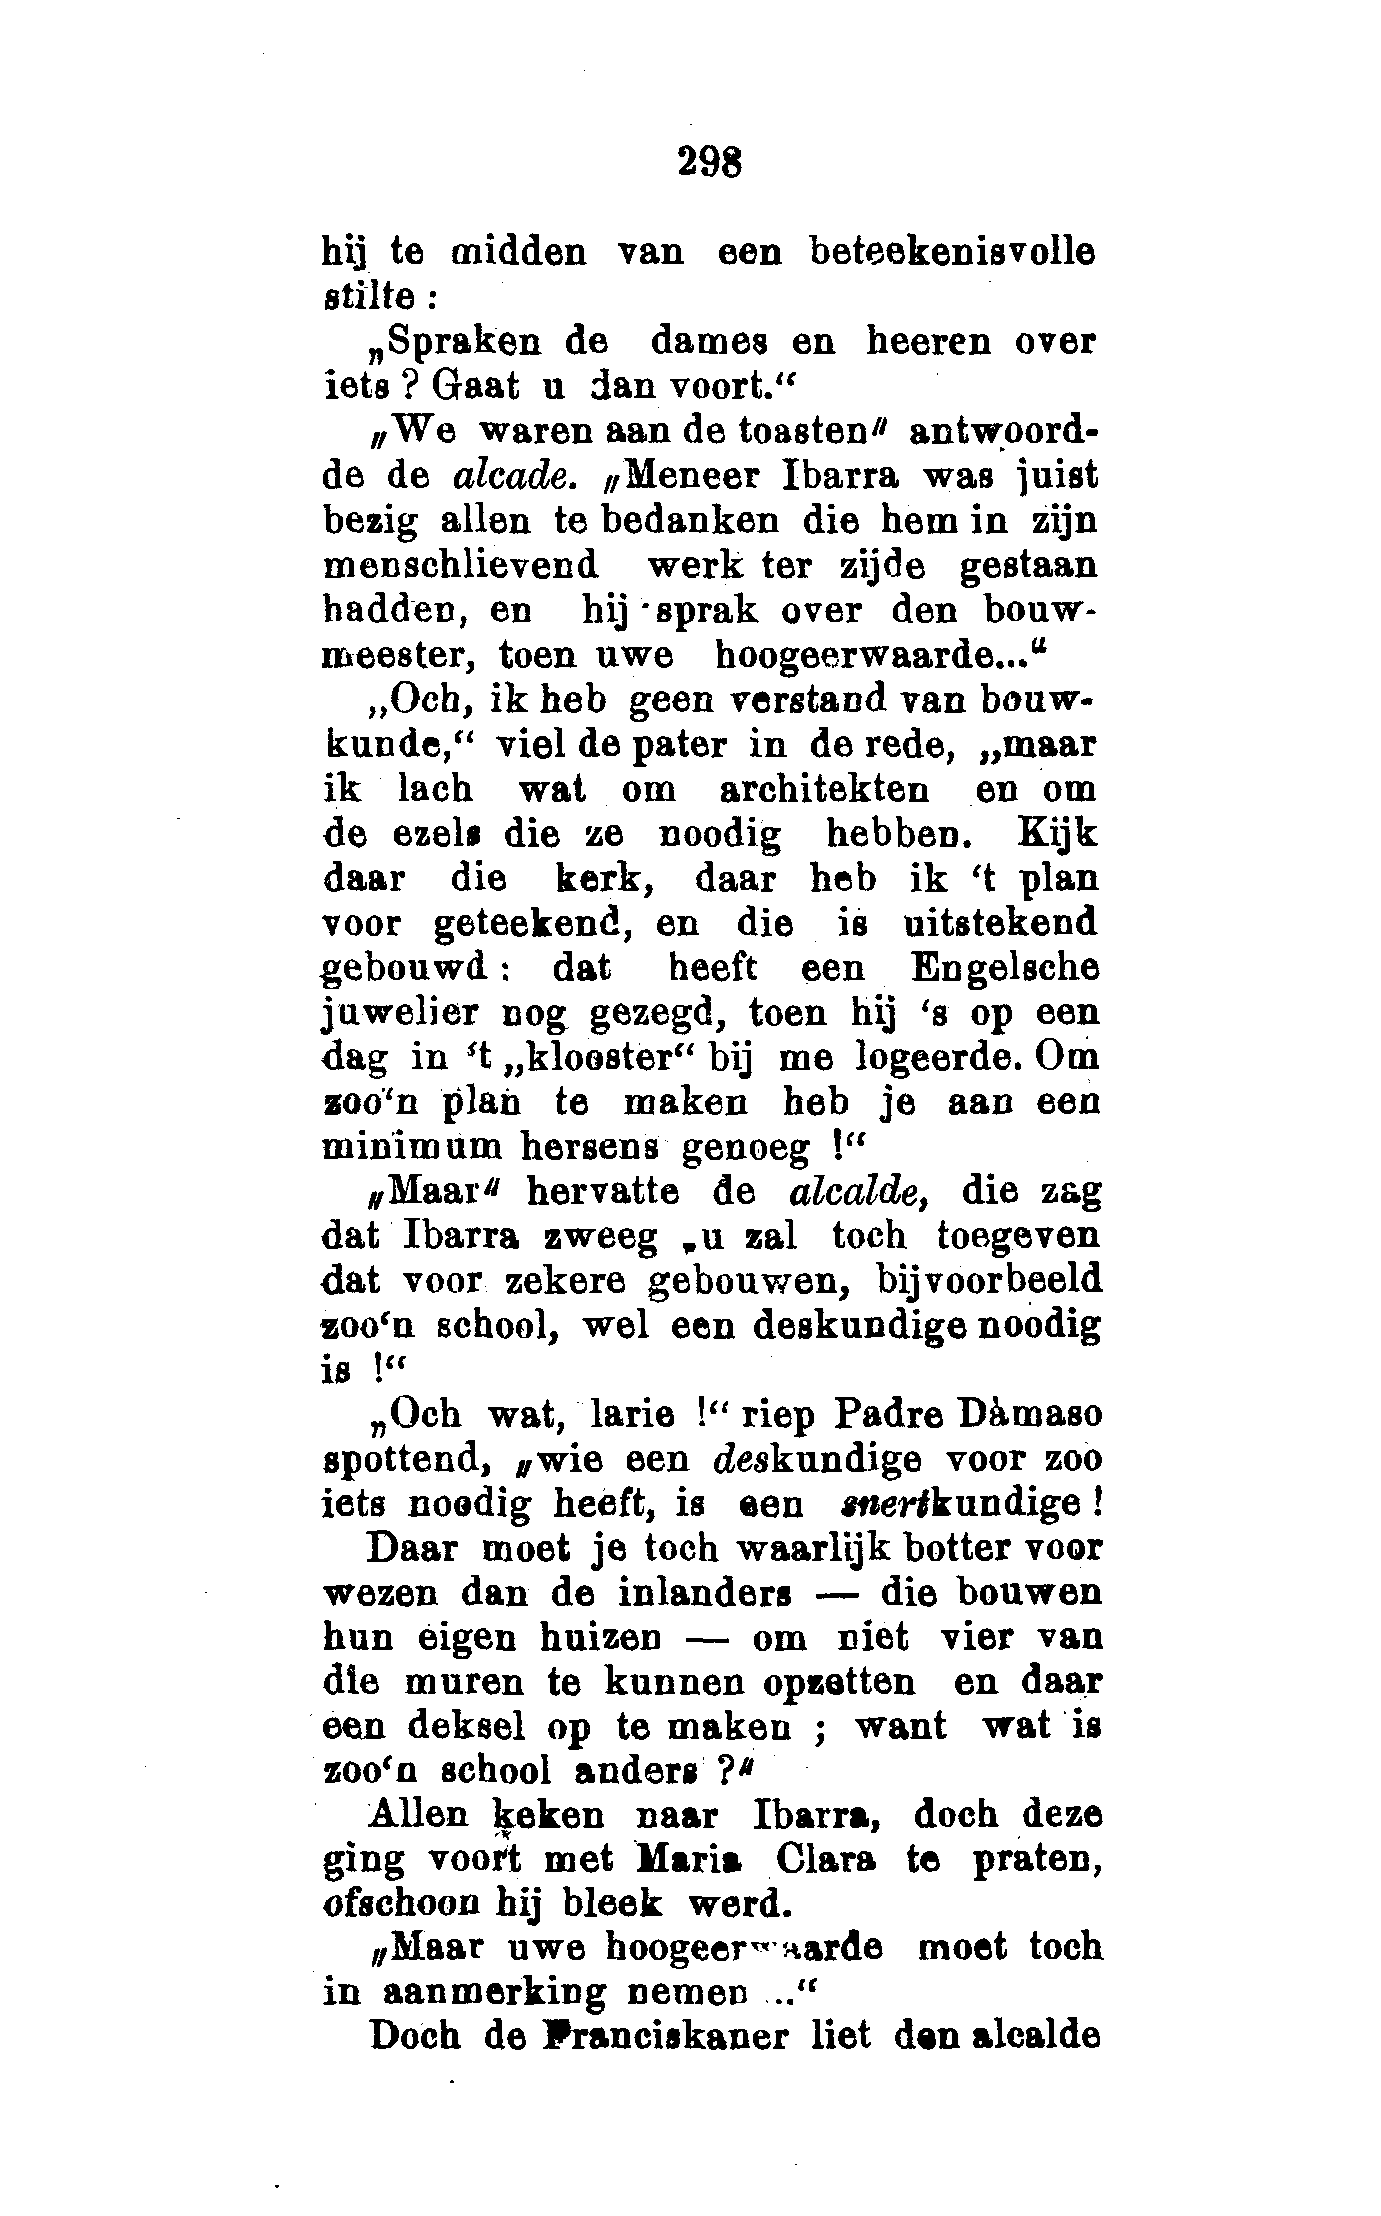 298
hij te midden van een beteekenisvolle
stilte :
„Spraken de dames en heeren over
iets ? Gaat u dan voort.“
„We waren aan de toasten“ antwoord-
de de alcade. „Meneer Ibarra was juist
bezig allen te bedanken die hem in zijn
menschlievend werk ter zijde gestaan
hadden, en hij sprak over den bouw-
meester, toen uwe hoogeerwaarde...“
„Och, ik heb geen verstand van bouw-
kunde,“ viel de pater in de rede, „maar
ik lach wat om architekten en om
de ezels die ze noodig hebben. Kijk
daar die kerk, daar heb ik ‘t plan
voor geteekend, en die is uitstekend
gebouwd : dat heeft een Engelsche
juwelier nog gezegd, toen hij ‘s op een
dag in ‘t „klooster“ bij me logeerde. Om
zoo‘n plan te maken heb je aan een
minimum hersens genoeg !“
„Maar“ hervatte de alcalde, die zag
dat Ibarra zweeg „u zal toch toegeven
dat voor zekere gebouwen, bijvoorbeeld
zoo‘n school, wel een deskundige noodig
is !“
„Och wat, larie !“ riep Padre Dàmaso
spottend, „wie een deskundige voor zoo
iets noodig heeft, is een snertkundige !
Daar moet je toch waarlijk botter voor
wezen dan de inlanders — die bouwen
hun eigen huizen — om niet vier van
die muren te kunnen opzetten en daar
een deksel op te maken ; want wat is
zoo‘n school anders ?“
Allen keken naar Ibarra, doch deze
ging voort met Maria Clara te praten,
ofschoon hij bleek werd.
„Maar uwe hoogeerwaarde moet toch
in aanmerking nemen ...“
Doch de Franciskaner liet den alcalde